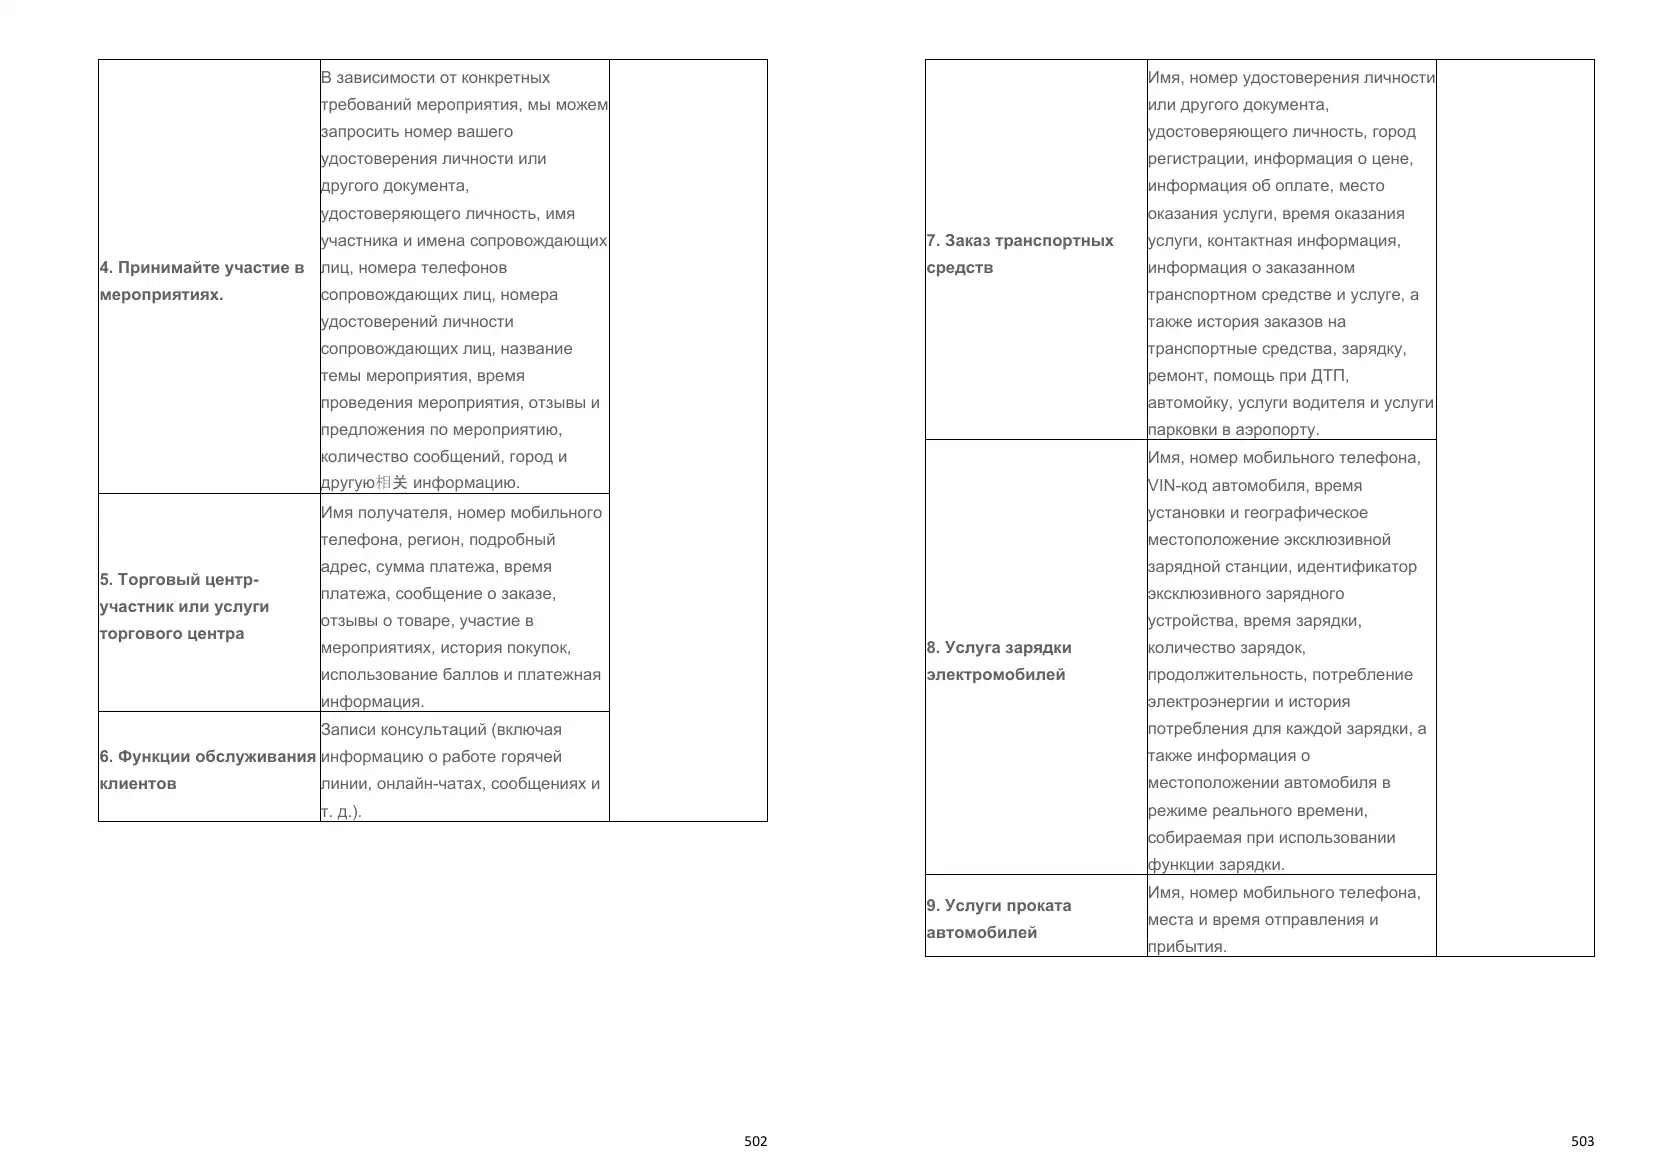 4. Принимайте участие в
мероприятиях.
В зависимости от конкретных
требований мероприятия, мы можем
запросить номер вашего
удостоверения личности или
другого документа,
удостоверяющего личность, имя
участника и имена сопровождающих
лиц, номера телефонов
сопровождающих лиц, номера
удостоверений личности
сопровождающих лиц, название
темы мероприятия, время
проведения мероприятия, отзывы и
предложения по мероприятию,
количество сообщений, город и
другую相关 информацию.
5. Торговый центр-
участник или услуги
торгового центра
Имя получателя, номер мобильного
телефона, регион, подробный
адрес, сумма платежа, время
платежа, сообщение о заказе,
отзывы о товаре, участие в
мероприятиях, история покупок,
использование баллов и платежная
информация.
6. Функции обслуживания
клиентов
Записи консультаций (включая
информацию о работе горячей
линии, онлайн-чатах, сообщениях и
т. д.).
502
7. Заказ транспортных
средств
Имя, номер удостоверения личности
или другого документа,
удостоверяющего личность, город
регистрации, информация о цене,
информация об оплате, место
оказания услуги, время оказания
услуги, контактная информация,
информация о заказанном
транспортном средстве и услуге, а
также история заказов на
транспортные средства, зарядку,
ремонт, помощь при ДТП,
автомойку, услуги водителя и услуги
парковки в аэропорту.
8. Услуга зарядки
электромобилей
Имя, номер мобильного телефона,
VIN-код автомобиля, время
установки и географическое
местоположение эксклюзивной
зарядной станции, идентификатор
эксклюзивного зарядного
устройства, время зарядки,
количество зарядок,
продолжительность, потребление
электроэнергии и история
потребления для каждой зарядки, а
также информация о
местоположении автомобиля в
режиме реального времени,
собираемая при использовании
функции зарядки.
9. Услуги проката
автомобилей
Имя, номер мобильного телефона,
места и время отправления и
прибытия.
503